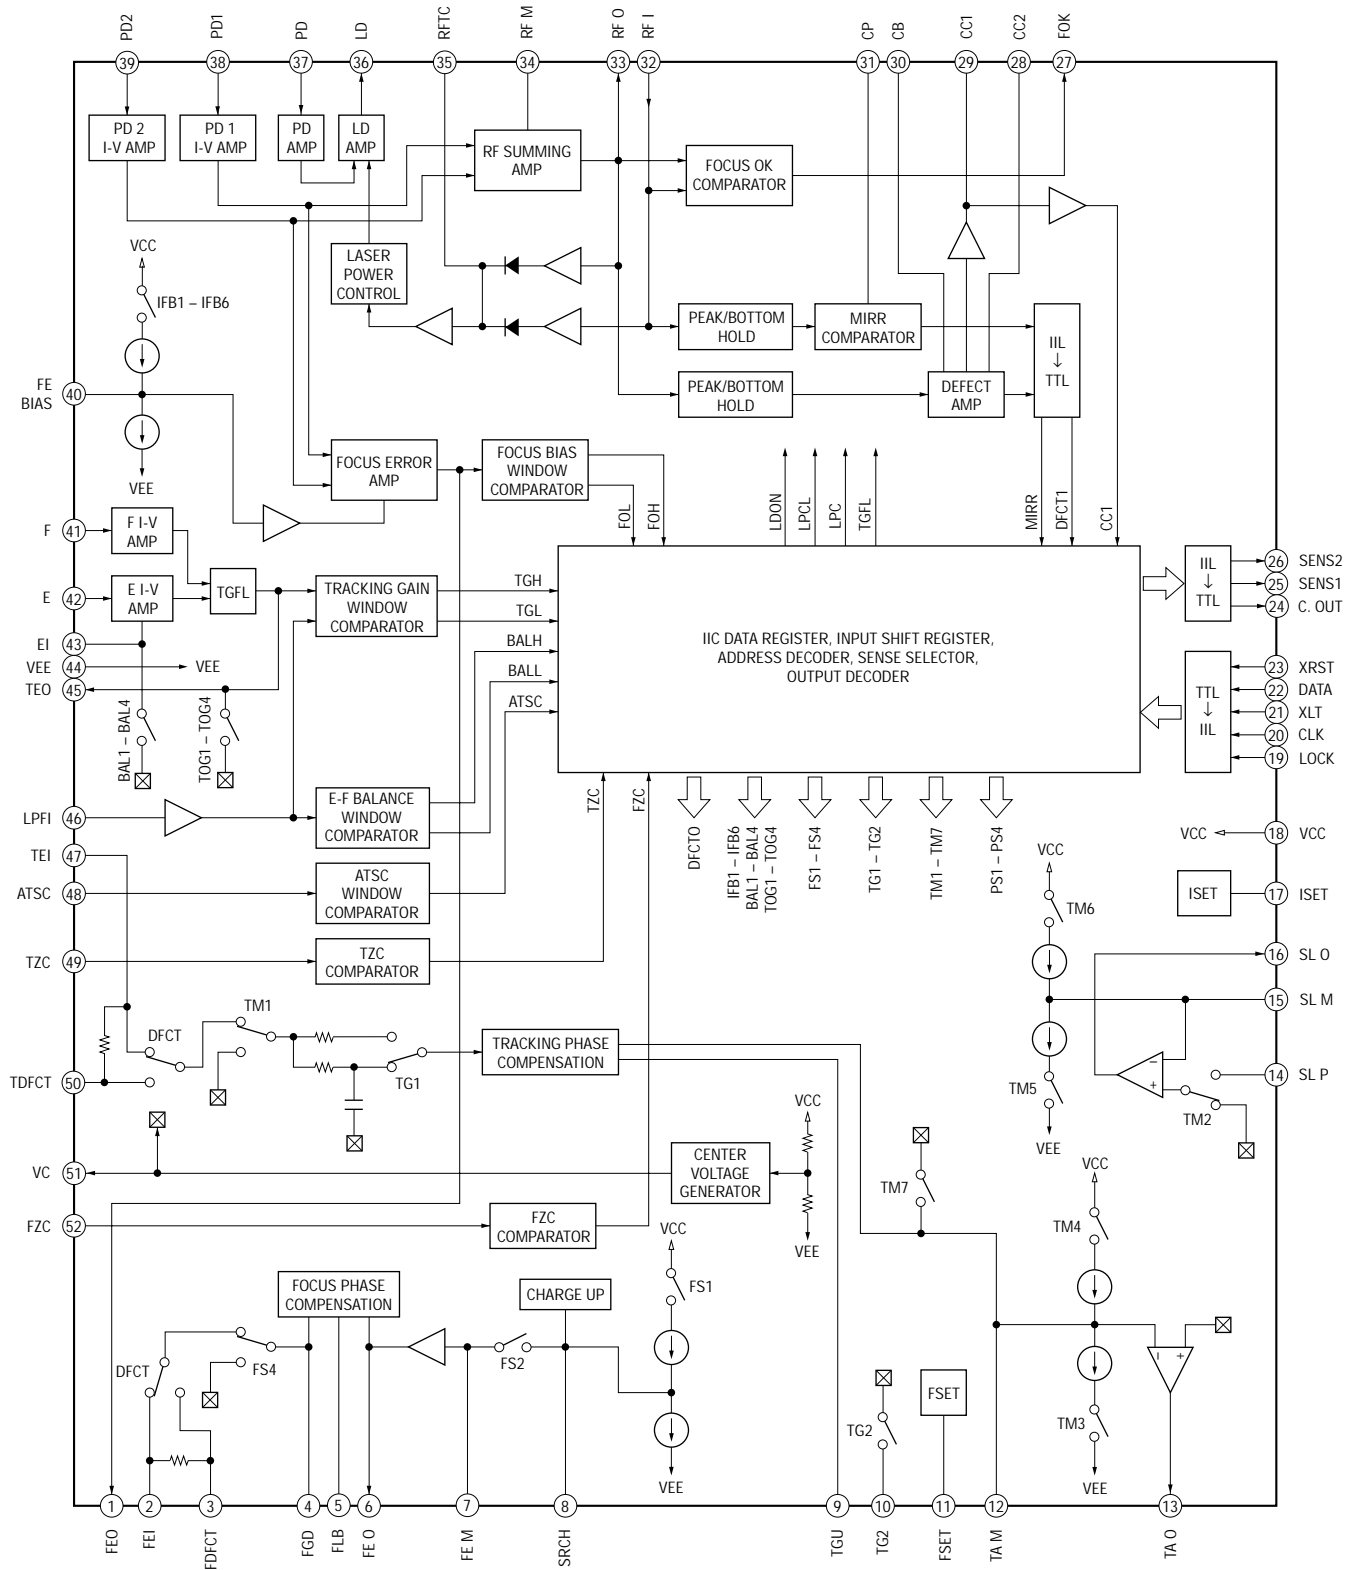 PD2
PD1
PD
LD
RFTC
RF M
RF O
RF I
CP
CB
CC1
CC2
FOK
39
38
37
36
35
34
33
32
31
30
29
28
27
PD 2
I-V AMP
PD 1
I-V AMP
PD
AMP
LD
AMP
RF SUMMING
AMP
FOCUS OK
COMPARATOR
VCC
IFB1 – IFB6
LASER
POWER
CONTROL
PEAK/BOTTOM
HOLD
MIRR
COMPARATOR
IIL
↓
TTL
PEAK/BOTTOM
HOLD
DEFECT
AMP
FE
BIAS
40
VEE
FOCUS ERROR
AMP
FOCUS BIAS
WINDOW
COMPARATOR
FOL
FOH
LDON
LPCL
LPC
TGFL
MIRR
DFCT1
CC1
F
41
F I-V
AMP
E
42
E I-V
AMP
TGFL
TRACKING GAIN
WINDOW
COMPARATOR
TGH
TGL
BALH
BALL
ATSC
EI
43
VEE
44
VEE
TEO
45
BAL1 – BAL4
TOG1 – TOG4
IIC DATA REGISTER, INPUT SHIFT REGISTER,
ADDRESS DECODER, SENSE SELECTOR,
OUTPUT DECODER
IIL
↓
TTL
26
SENS2
25
SENS1
24
C. OUT
TTL
↓
IIL
23
XRST
22
DATA
21
XLT
20
CLK
19
LOCK
LPFI
46
E-F BALANCE
WINDOW
COMPARATOR
TZC
FZC
DFCTO
IFB1 – IFB6
BAL1 – BAL4
TOG1 – TOG4
FS1 – FS4
TG1 – TG2
TM1 – TM7
PS1 – PS4
VCC
18
VCC
TEI
47
ATSC
48
ATSC
WINDOW
COMPARATOR
VCC
TM6
ISET
17
ISET
TZC
49
TZC
COMPARATOR
16
SL O
15
SL M
DFCT
TM1
TG1
TRACKING PHASE
COMPENSATION
TDFCT
50
TM5
VEE
–
+
14
SL P
TM2
VC
51
CENTER
VOLTAGE
GENERATOR
VCC
VEE
TM7
VCC
TM4
FZC
52
FZC
COMPARATOR
FOCUS PHASE
COMPENSATION
CHARGE UP
VCC
FS1
DFCT
FS4
FS2
VEE
TG2
FSET
TM3
VEE
–
+
1
2
3
4
5
6
7
8
9
10
11
12
13
FEO
FEI
FDFCT
FGD
FLB
FE O
FE M
SRCH
TGU
TG2
FSET
TA M
TA O